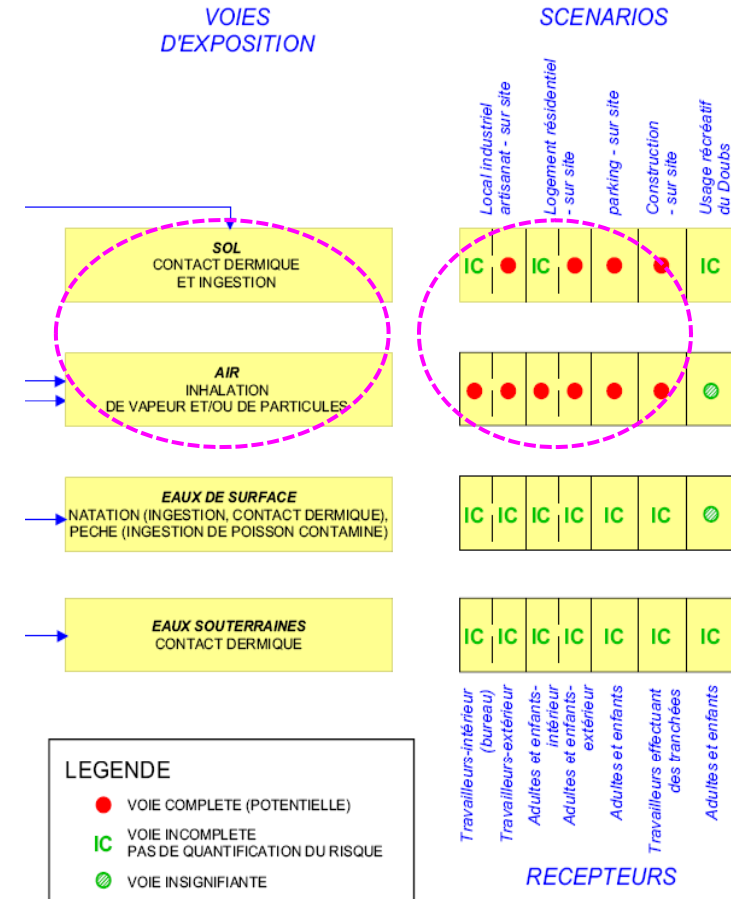 VOIES
D'EXPOSITION
SCENARIOS
Local industriel
artisanat - sur site
Logement résidentiel
- sur site
parking - sur site
Construction
- sur site
Usage récréatif
du Doubs
SOL
CONTACT DERMIQUE
ET INGESTION
IC IC IC
AIR
INHALATION
DE VAPEUR ET/OU DE PARTICULES
EAUX DE SURFACE
NATATION (INGESTION, CONTACT DERMIQUE),
PECHE (INGESTION DE POISSON CONTAMINE)
IC IC IC IC IC IC
EAUX SOUTERRAINES
CONTACT DERMIQUE
IC IC IC IC IC IC IC
Travailleurs-intérieur
(bureau)
Travailleurs-extérieur
Adultes et enfants-
intérieur
Adultes et enfants-
extérieur
Adultes et enfants
Travailleurs effectuant
des tranchées
Adultes et enfants
RECEPTEURS
LEGENDE
VOIE COMPLETE (POTENTIELLE)
IC VOIE INCOMPLETE
PAS DE QUANTIFICATION DU RISQUE
VOIE INSIGNIFIANTE